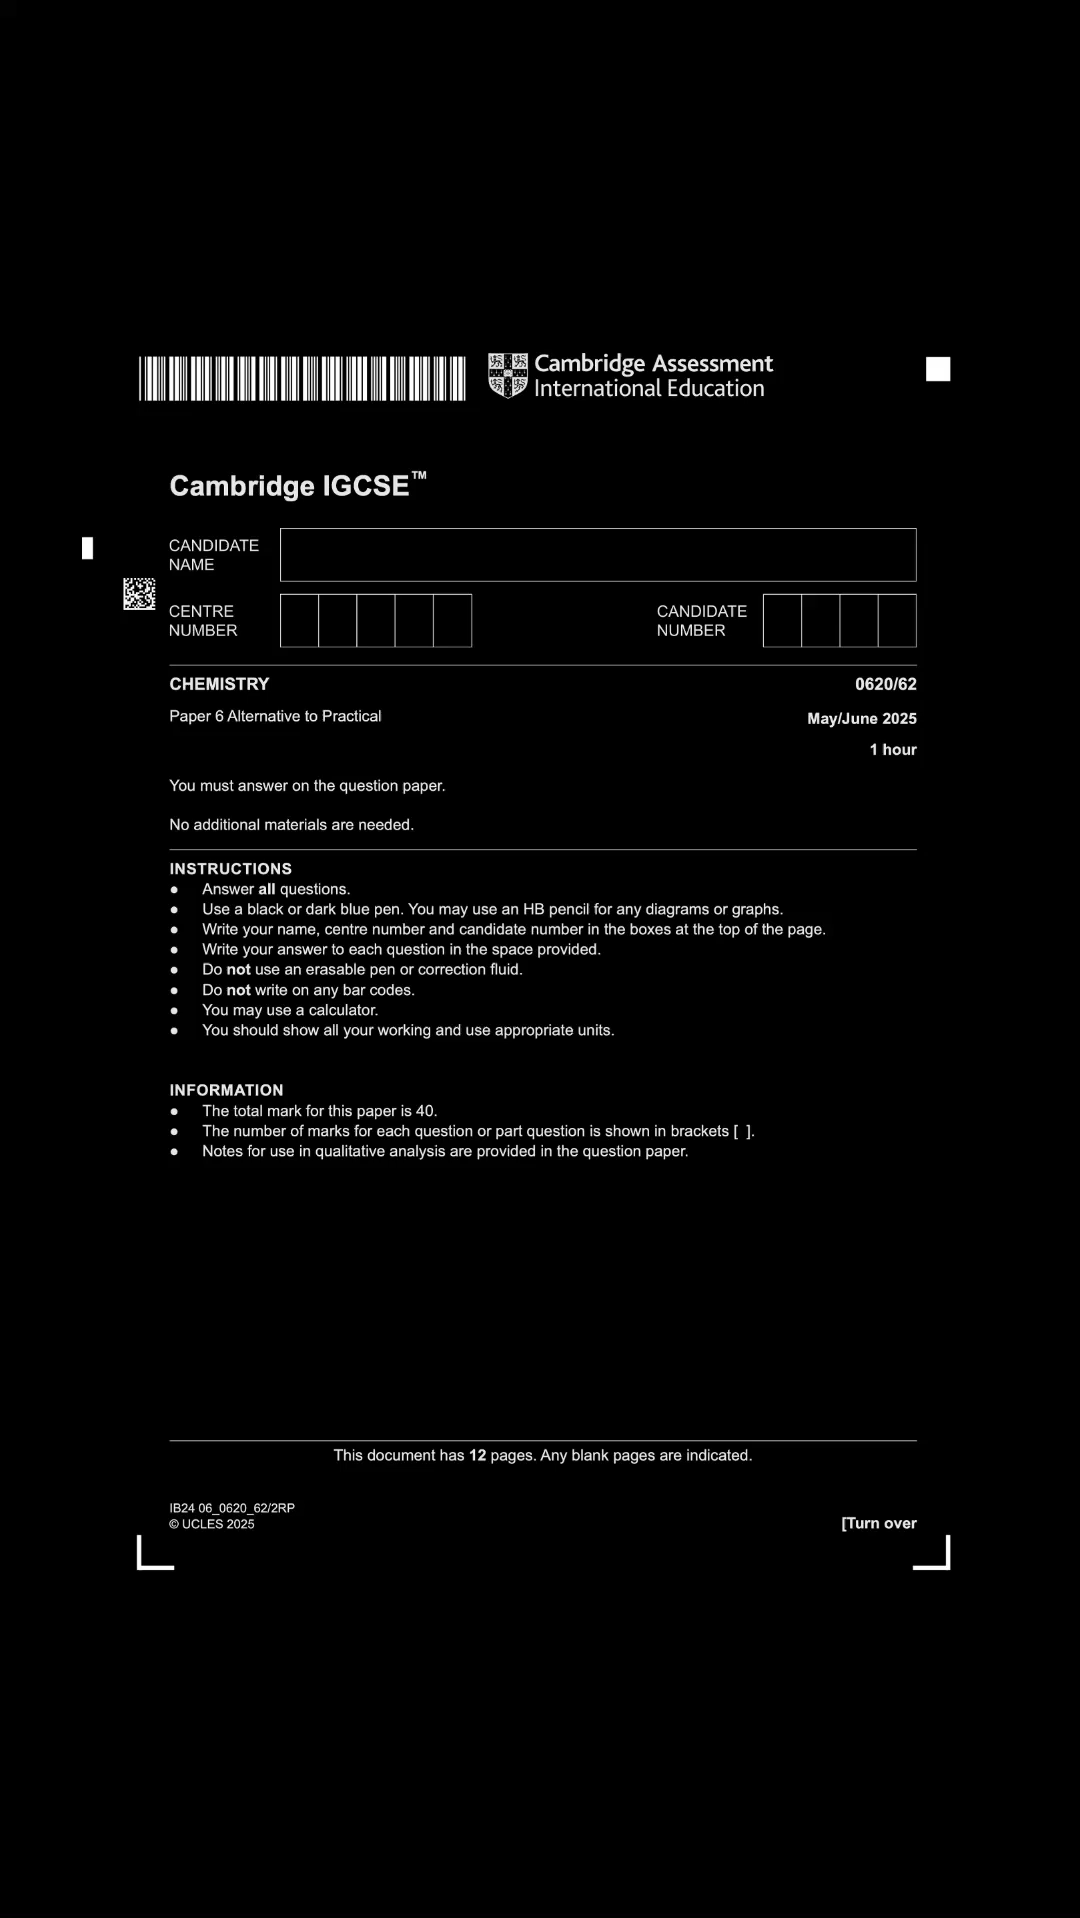 Cambridge Assessment
International Education
Cambridge IGCSE™
CANDIDATE
NAME
CENTRE
NUMBER
CANDIDATE
NUMBER
CHEMISTRY 0620/62
Paper 6 Alternative to Practical May/June 2025
1 hour
You must answer on the question paper.
No additional materials are needed.
INSTRUCTIONS
● Answer all questions.
● Use a black or dark blue pen. You may use an HB pencil for any diagrams or graphs.
● Write your name, centre number and candidate number in the boxes at the top of the page.
● Write your answer to each question in the space provided.
● Do not use an erasable pen or correction fluid.
● Do not write on any bar codes.
● You may use a calculator.
● You should show all your working and use appropriate units.
INFORMATION
● The total mark for this paper is 40.
● The number of marks for each question or part question is shown in brackets [ ].
● Notes for use in qualitative analysis are provided in the question paper.
This document has 12 pages. Any blank pages are indicated.
IB24 06_0620_62/2RP
© UCLES 2025
[Turn over